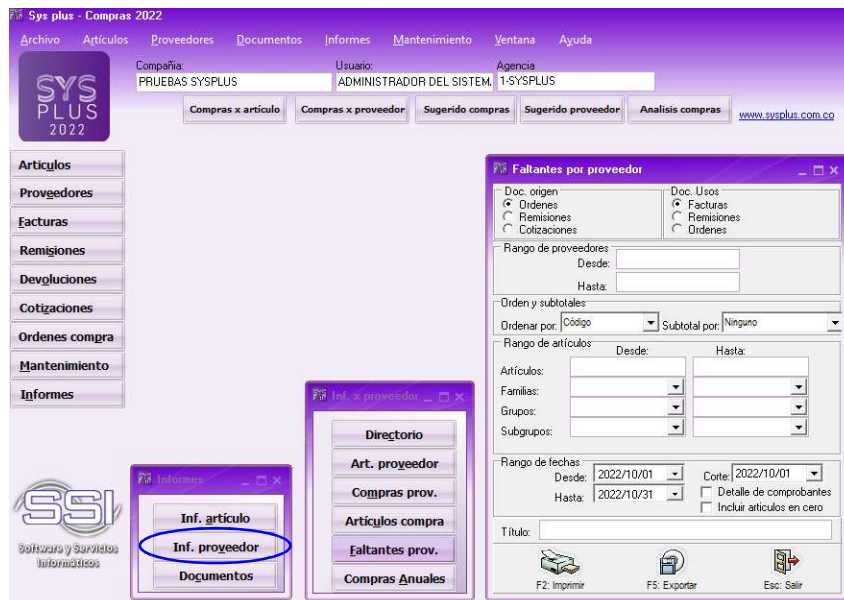 Sys plus - Compras 2022
Archivo Artículos Proveedores Documentos Informes Mantenimiento Ventana Ayuda
Compañia: Usuario: Agencia
PRUEBAS SYSPLUS ADMINISTRADOR DEL SISTEM. 1-SYSPLUS
SYS
PLUS
2022
Compras x artículo Compras x proveedor Sugerido compras Sugerido proveedor Analisis compras www.sysplus.com.co
Articulos
Proveedores
Facturas
Remisiones
Devoluciones
Cotizaciones
Ordenes compra
Mantenimiento
Informes
SSI
Software y Servicios
Informáticos
Informes
Inf. artículo
Inf. proveedor
Documentos
Inf. x proveedor
Directorio
Art. proveedor
Compras prov.
Artículos compra
Faltantes prov.
Compras Anuales
Faltantes por proveedor
Doc. origen
Ordenes
Remisiones
Cotizaciones
Doc. Usos
Facturas
Remisiones
Ordenes
Rango de proveedores
Desde:
Hasta:
Orden y subtotales
Ordenar por: Código Subtotal por: Ninguno
Rango de artículos
Desde: Hasta:
Artículos:
Familias:
Grupos:
Subgrupos:
Rango de fechas
Desde: 2022/10/01 Corte: 2022/10/01
Hasta: 2022/10/31
Detalle de comprobantes
Incluir articulos en cero
Título:
F2: Imprimir F5: Exportar Esc: Salir